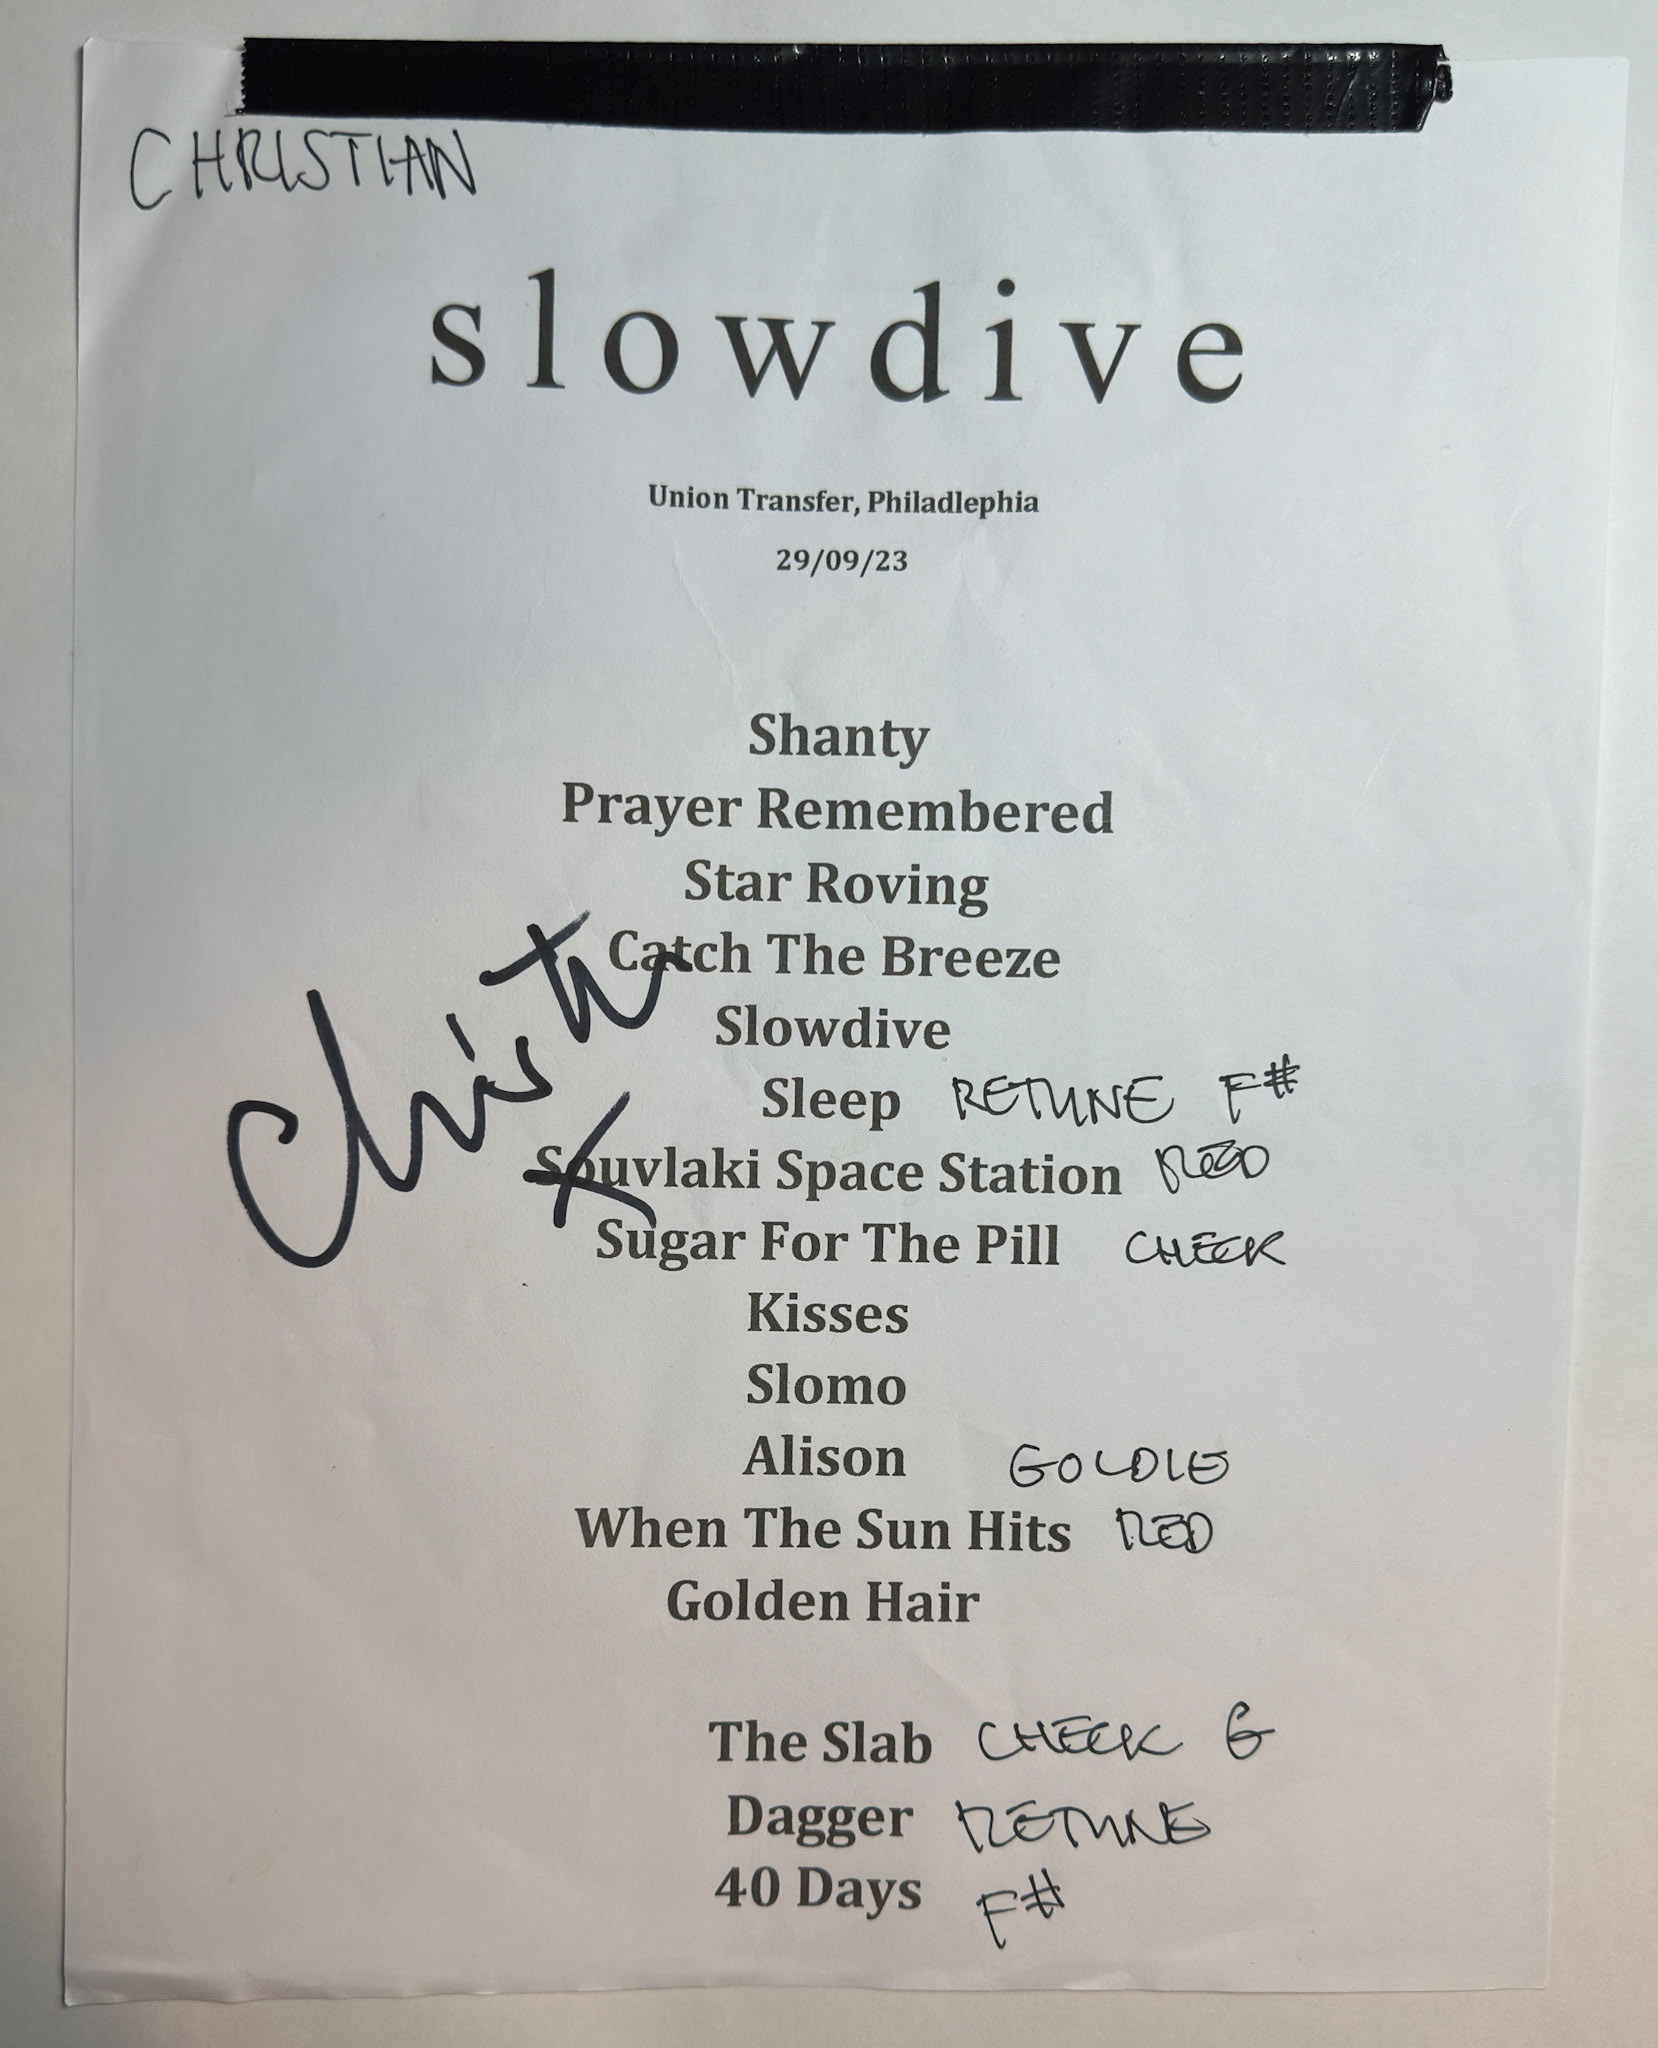 CHRISTIAN
slowdive
Union Transfer, Philadlephia
29/09/23
Shanty
Prayer Remembered
Star Roving
Catch The Breeze
Slowdive
Sleep RETUNE F#
Souvlaki Space Station RED
Sugar For The Pill CHECK
Kisses
Slomo
Alison GOLDIE
When The Sun Hits RED
Golden Hair
The Slab CHECK G
Dagger RETUNE
40 Days F#